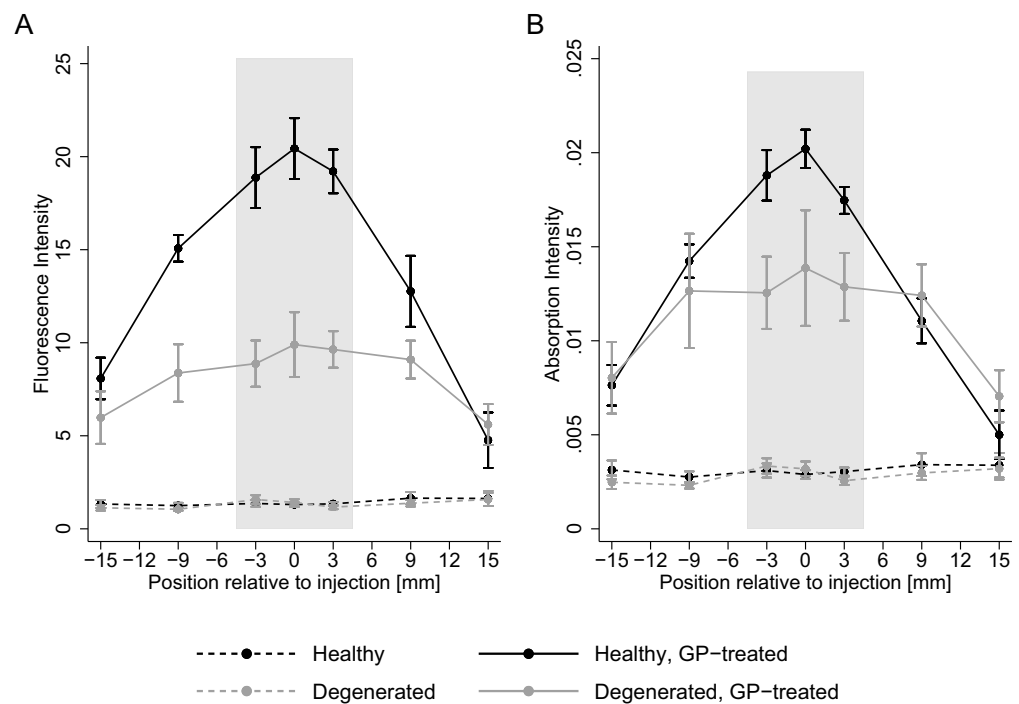 A
B
25
20
15
10
5
0
Fluorescence Intensity
−15 −12 −9 −6 −3 0 3 6 9 12 15
Position relative to injection [mm]
.025
.02
.015
.01
.005
0
Absorption Intensity
−15 −12 −9 −6 −3 0 3 6 9 12 15
Position relative to injection [mm]
Healthy
Healthy, GP−treated
Degenerated
Degenerated, GP−treated